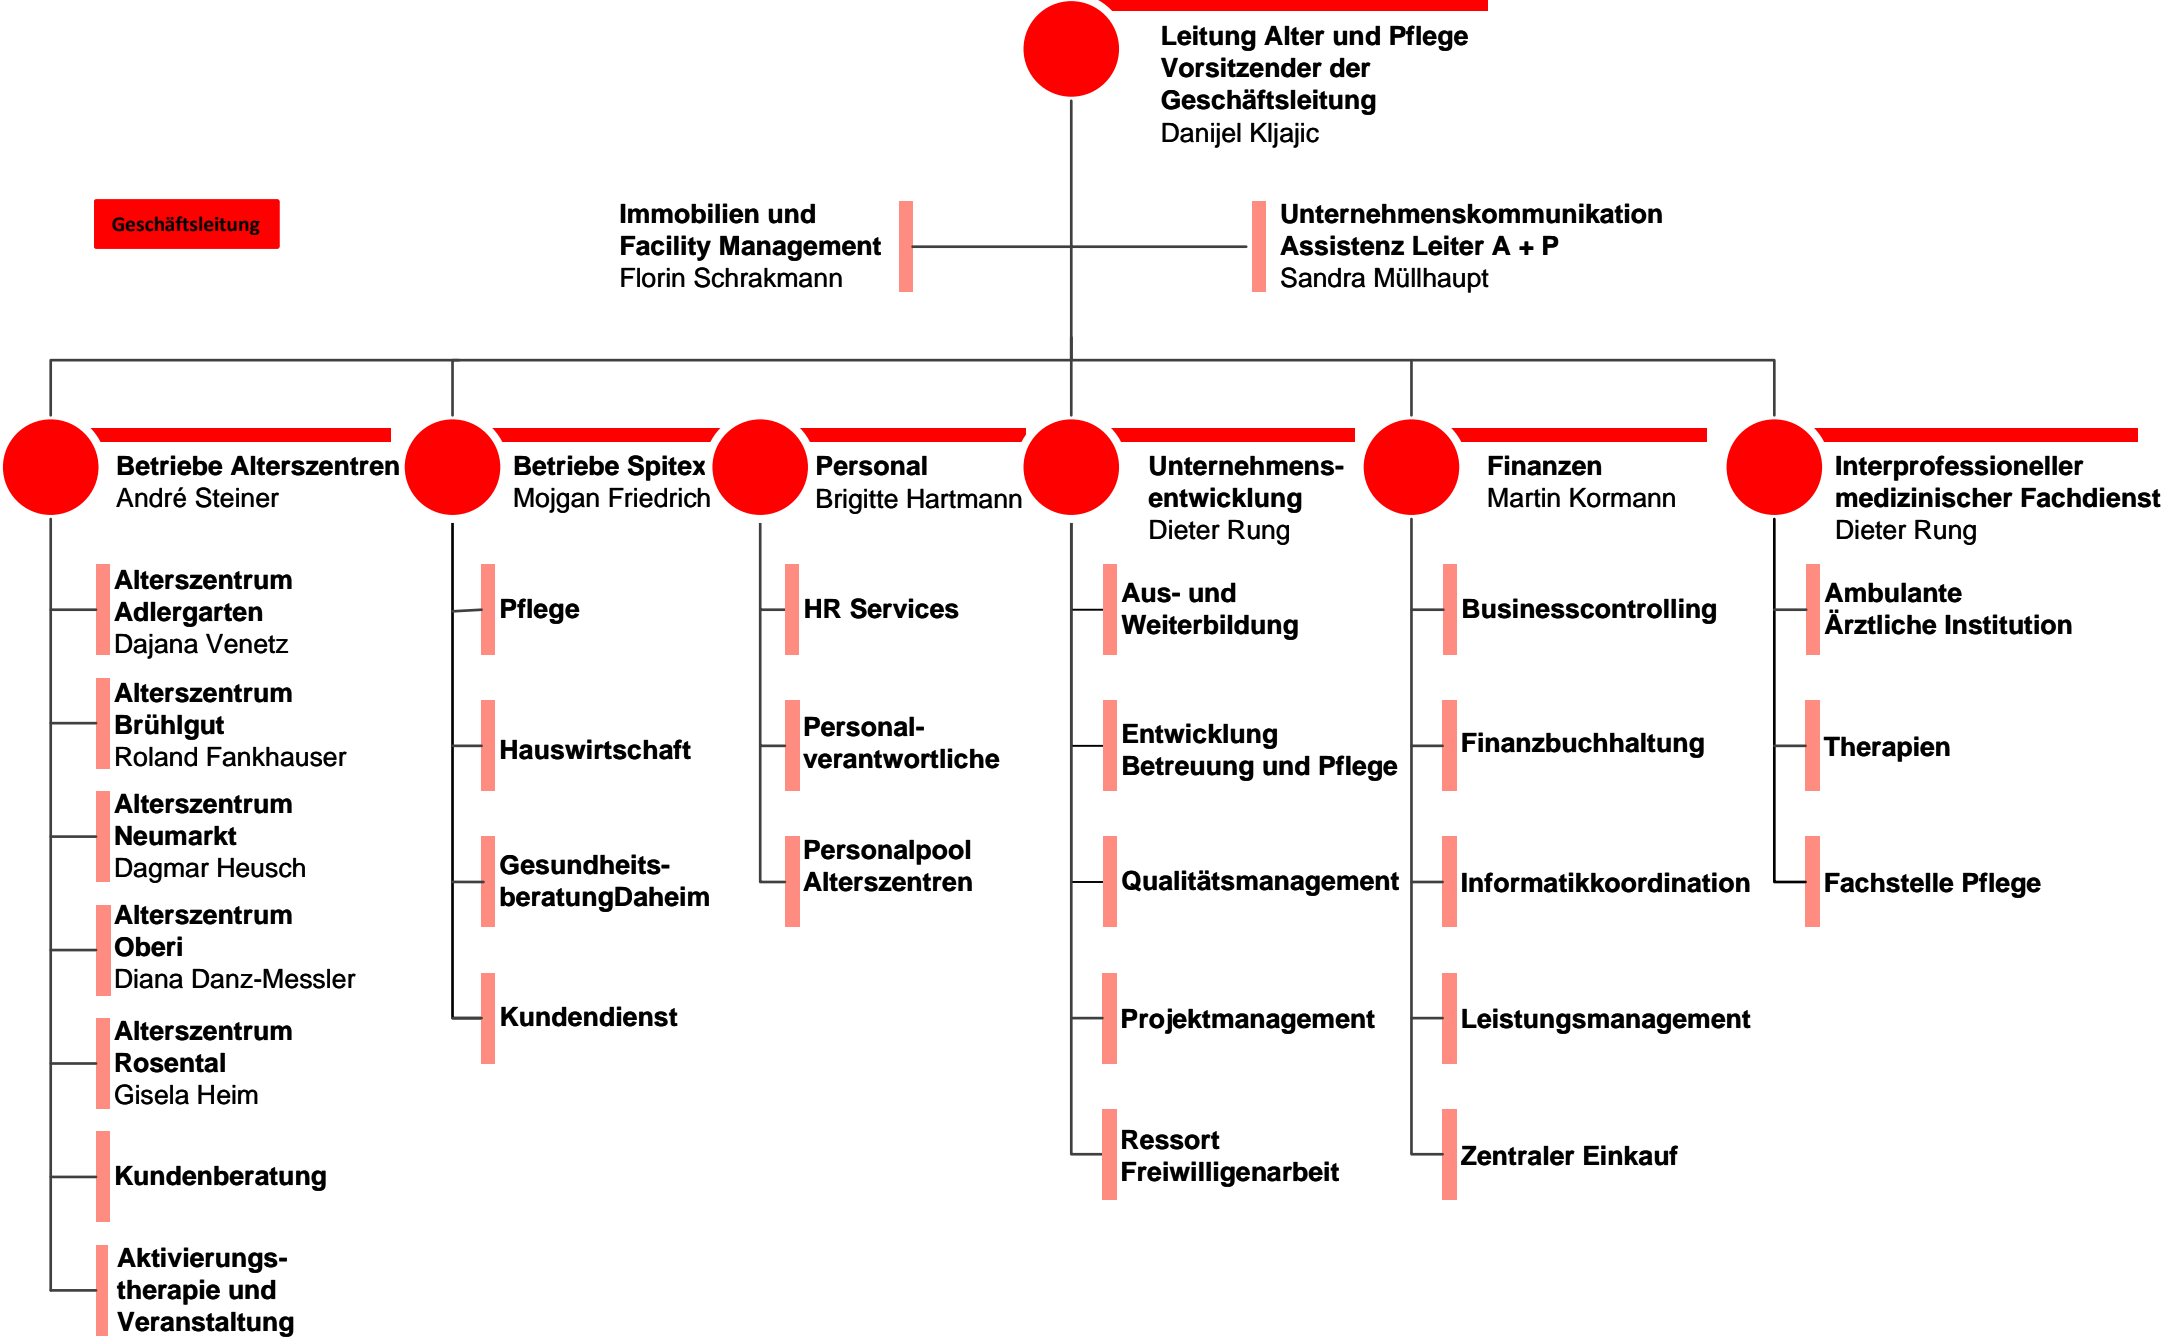 Leitung Alter und Pflege
Vorsitzender der
Geschäftsleitung
Danijel Kljajic
Geschäftsleitung
Immobilien und
Facility Management
Florin Schrakmann
Unternehmenskommunikation
Assistenz Leiter A + P
Sandra Müllhaupt
Betriebe Alterszentren
André Steiner
Alterszentrum
Adlergarten
Dajana Venetz
Alterszentrum
Brühlgut
Roland Fankhauser
Alterszentrum
Neumarkt
Dagmar Heusch
Alterszentrum
Oberi
Diana Danz-Messler
Alterszentrum
Rosental
Gisela Heim
Kundenberatung
Aktivierungs-
therapie und
Veranstaltung
Betriebe Spitex
Mojgan Friedrich
Pflege
Hauswirtschaft
Gesundheits-
beratungDaheim
Kundendienst
Personal
Brigitte Hartmann
HR Services
Personal-
verantwortliche
Personalpool
Alterszentren
Unternehmens-
entwicklung
Dieter Rung
Aus- und
Weiterbildung
Entwicklung
Betreuung und Pflege
Qualitätsmanagement
Projektmanagement
Ressort
Freiwilligenarbeit
Finanzen
Martin Kormann
Businesscontrolling
Finanzbuchhaltung
Informatikkoordination
Leistungsmanagement
Zentraler Einkauf
Interprofessioneller
medizinischer Fachdienst
Dieter Rung
Ambulante
Ärztliche Institution
Therapien
Fachstelle Pflege